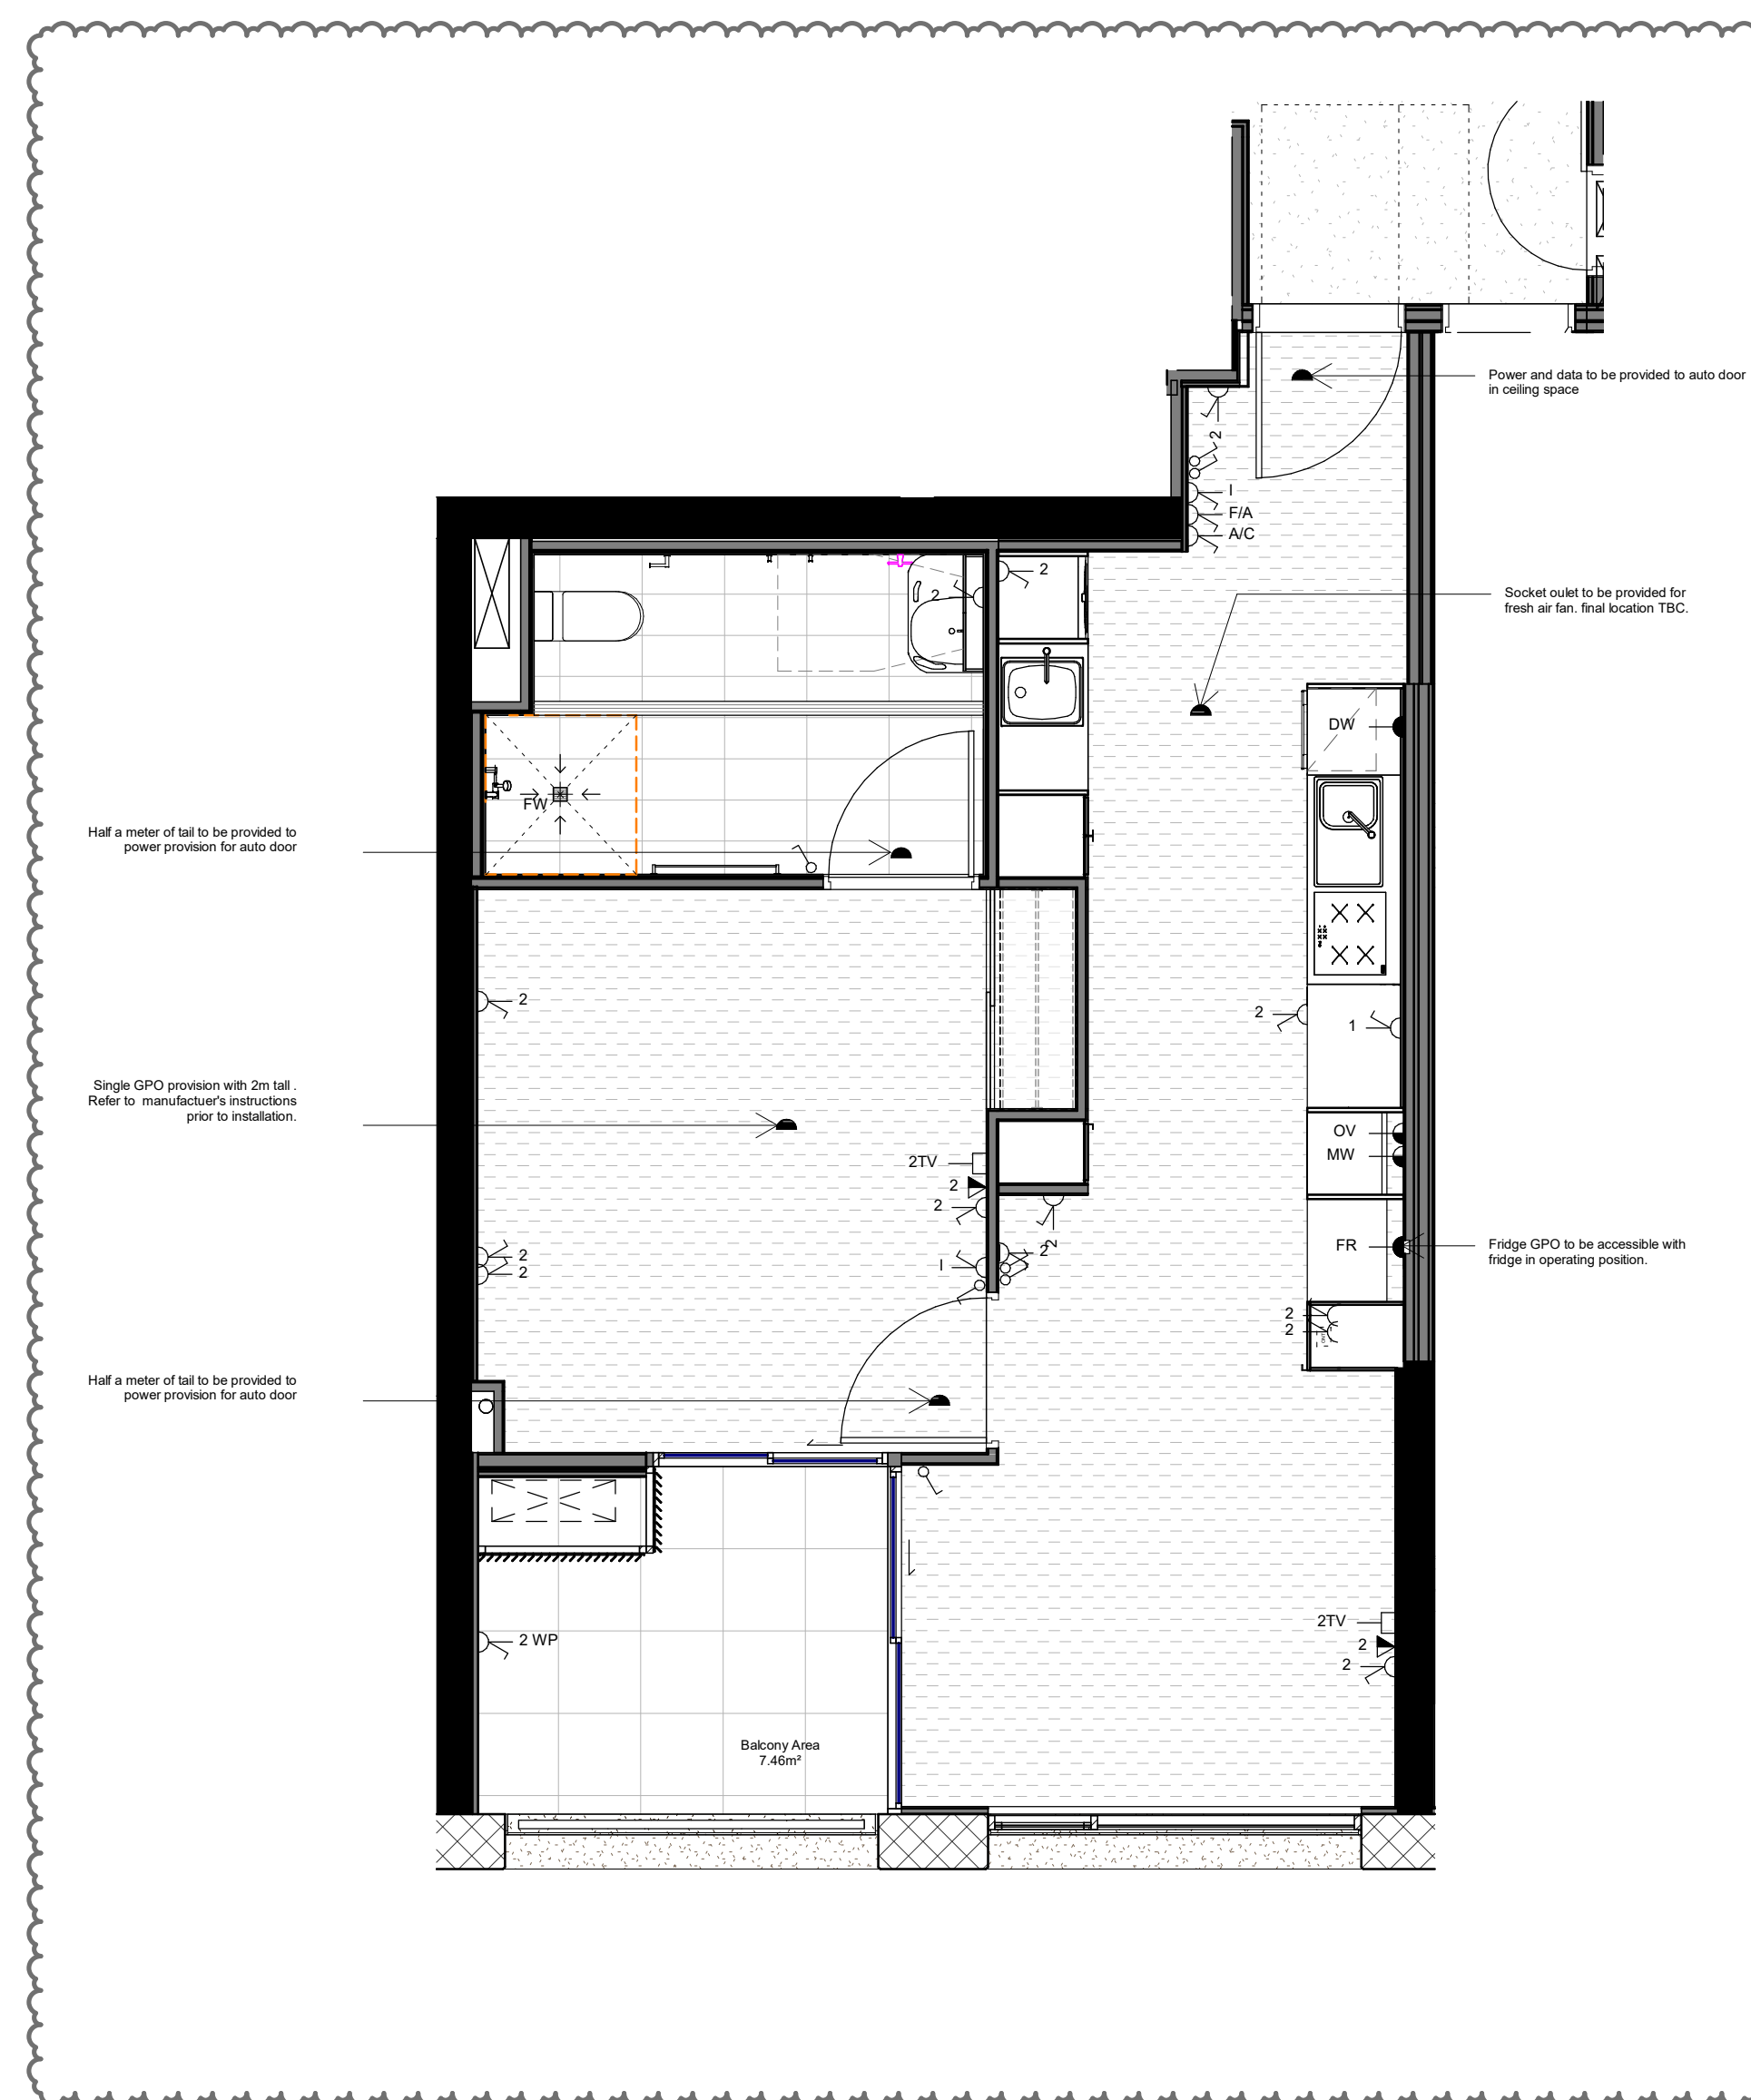 Power and data to be provided to auto door
in ceiling space
2
I
F/A
A/C
2
2
Socket oulet to be provided for
fresh air fan. final location TBC.
DW
FW
Half a meter of tail to be provided to
power provision for auto door
2
2
1
Single GPO provision with 2m tall .
Refer to  manufactuer's instructions
prior to installation.
OV
MW
2TV
2
2
2
2
I
2
2
FR
Fridge GPO to be accessible with
fridge in operating position.
2
2
Half a meter of tail to be provided to
power provision for auto door
2 WP
2TV
2
2
Balcony Area
7.46m²